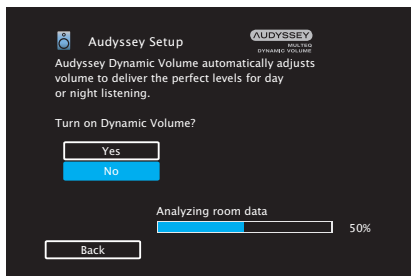 Audyssey Setup
AUDYSSEY
MULTEQ
DYNAMIC VOLUME
Audyssey Dynamic Volume automatically adjusts
volume to deliver the perfect levels for day
or night listening.
Turn on Dynamic Volume?
Yes
No
Analyzing room data
50%
Back